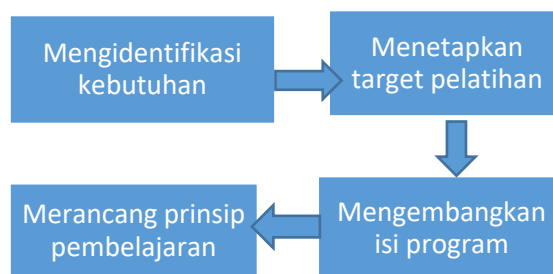 Mengidentifikasi
kebutuhan
Menetapkan
target pelatihan
Mengembangkan
isi program
Merancang prinsip
pembelajaran